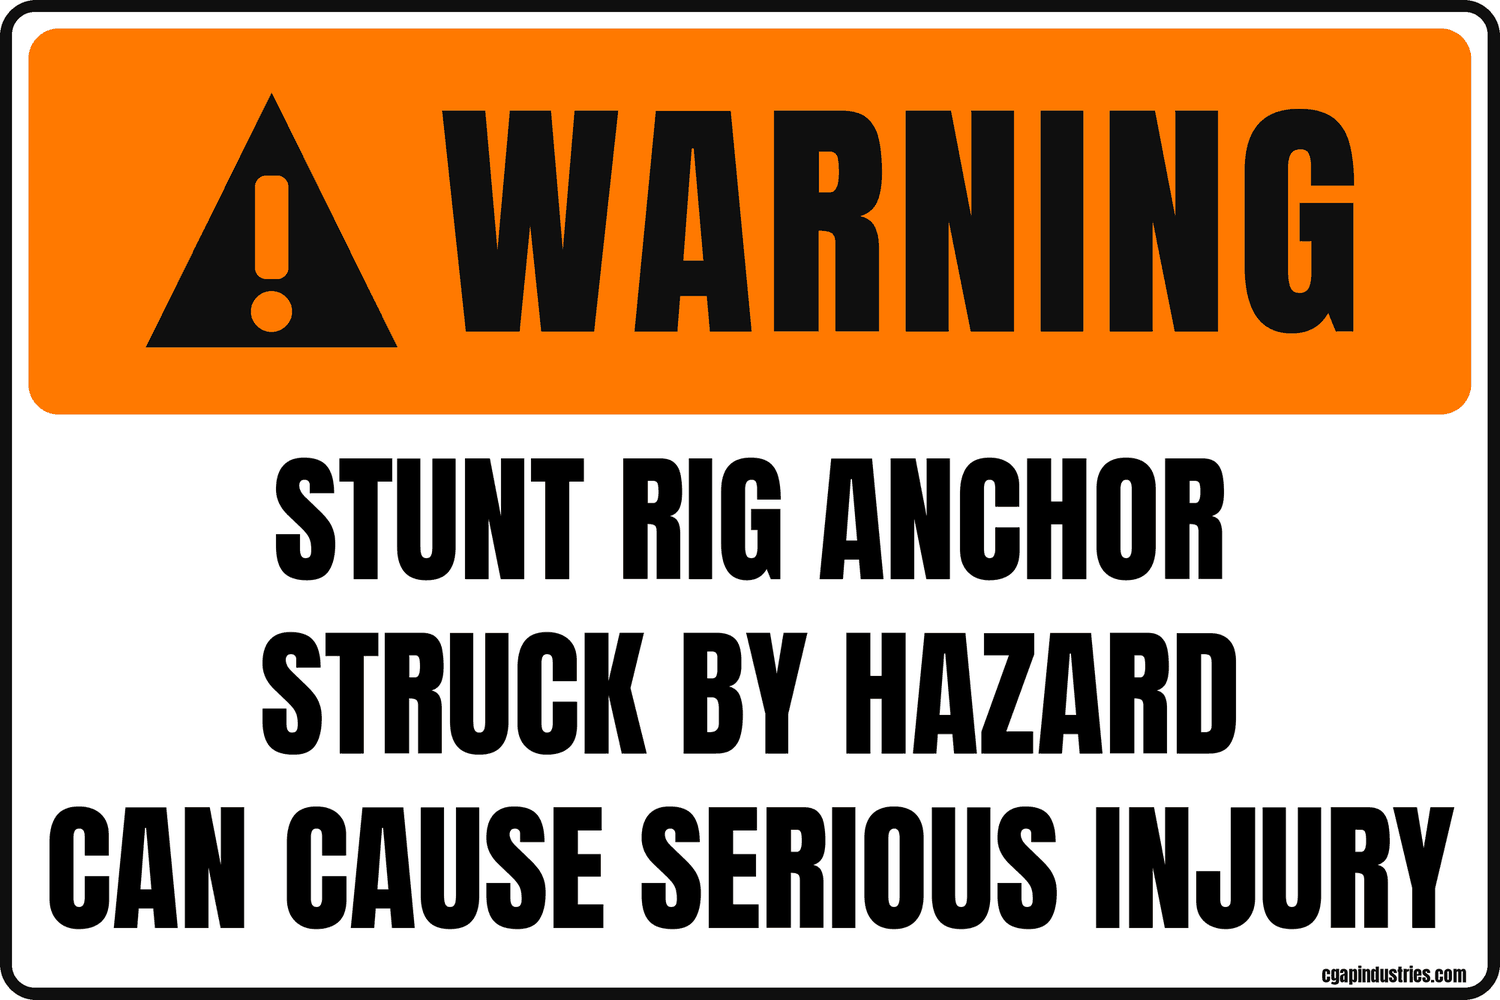 WARNING
STUNT RIG ANCHOR
STRUCK BY HAZARD
CAN CAUSE SERIOUS INJURY
cgapindustries.com